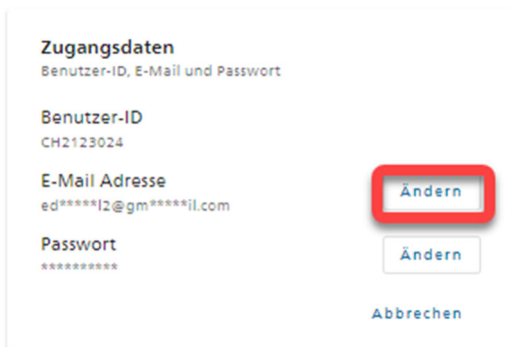 Zugangsdaten
Benutzer-ID, E-Mail und Passwort
Benutzer-ID
CH2123024
E-Mail Adresse
Ändern
ed*****l2@gm*****il.com
Passwort
Ändern
**********
Abbrechen